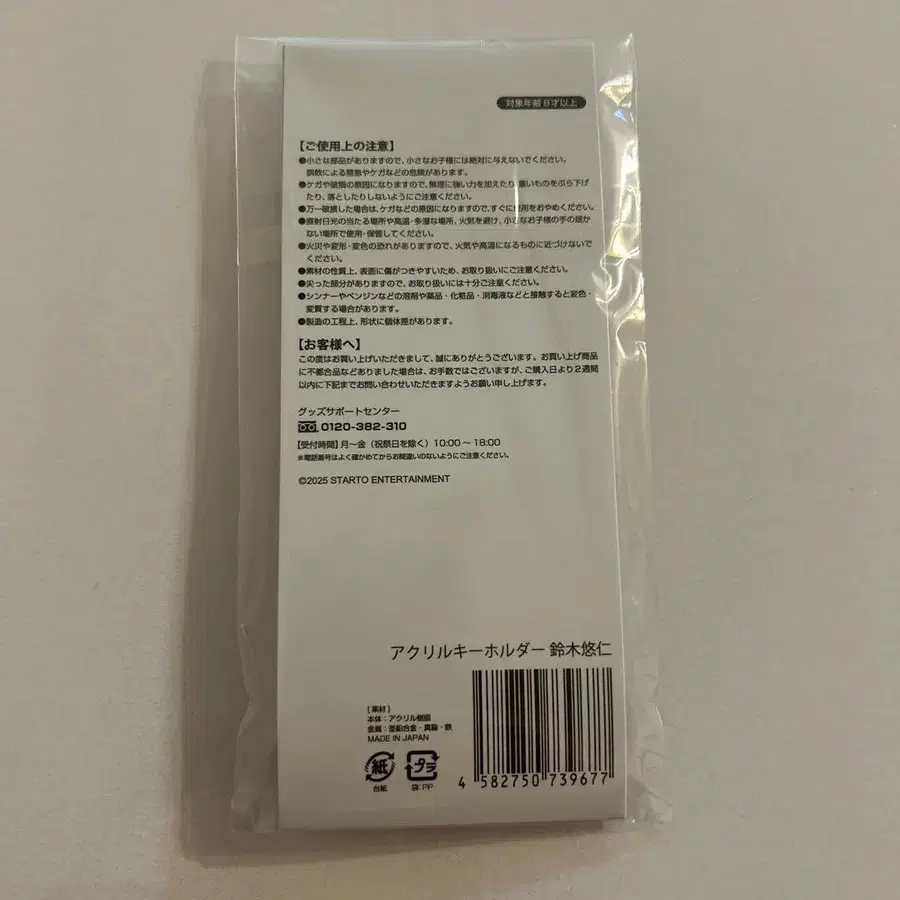 対象年齢8才以上
【ご使用上の注意】
●小さな部品がありますので、小さなお子様には絶対に与えないでください。
誤飲による窒息やケガなどの危険があります。
●ケガや破損の原因になりますので、無理に強い力を加えたり、重いものをぶら下げ
たり、落としたりしないようにご注意ください。
●万一破損した場合は、ケガなどの原因になりますので、すぐに使用をおやめください。
●直射日光の当たる場所や高温・多湿な場所、火気を避け、小さなお子様の手の届か
ない場所で使用・保管してください。
●火災や変形・変色の恐れがありますので、火気や高温になるものに近づけないで
ください。
●素材の性質上、表面に傷がつきやすいため、お取り扱いにご注意ください。
●尖った部分がありますので、お取り扱いには十分ご注意ください。
●シンナーやベンジンなどの溶剤や薬品・化粧品・消毒液などと接触すると変色・
変質する場合があります。
●製造の工程上、形状に個体差があります。
【お客様へ】
この度はお買い上げいただきまして、誠にありがとうございます。お買い上げ商品
に不都合品などありました場合は、お手数ではございますが、ご購入日より2週間
以内に下記までお問い合わせいただきますようお願い申し上げます。
グッズサポートセンター
0120-382-310
【受付時間】月～金（祝祭日を除く）10:00～18:00
※電話番号はよく確かめてからお間違いのないようにご注意ください。
©2025 STARTO ENTERTAINMENT
アクリルキーホルダー 鈴木悠仁
[素材]
本体：アクリル樹脂
金属：亜鉛合金・真鍮・鉄
MADE IN JAPAN
紙
台紙
プラ
袋:PP
4 582750 739677